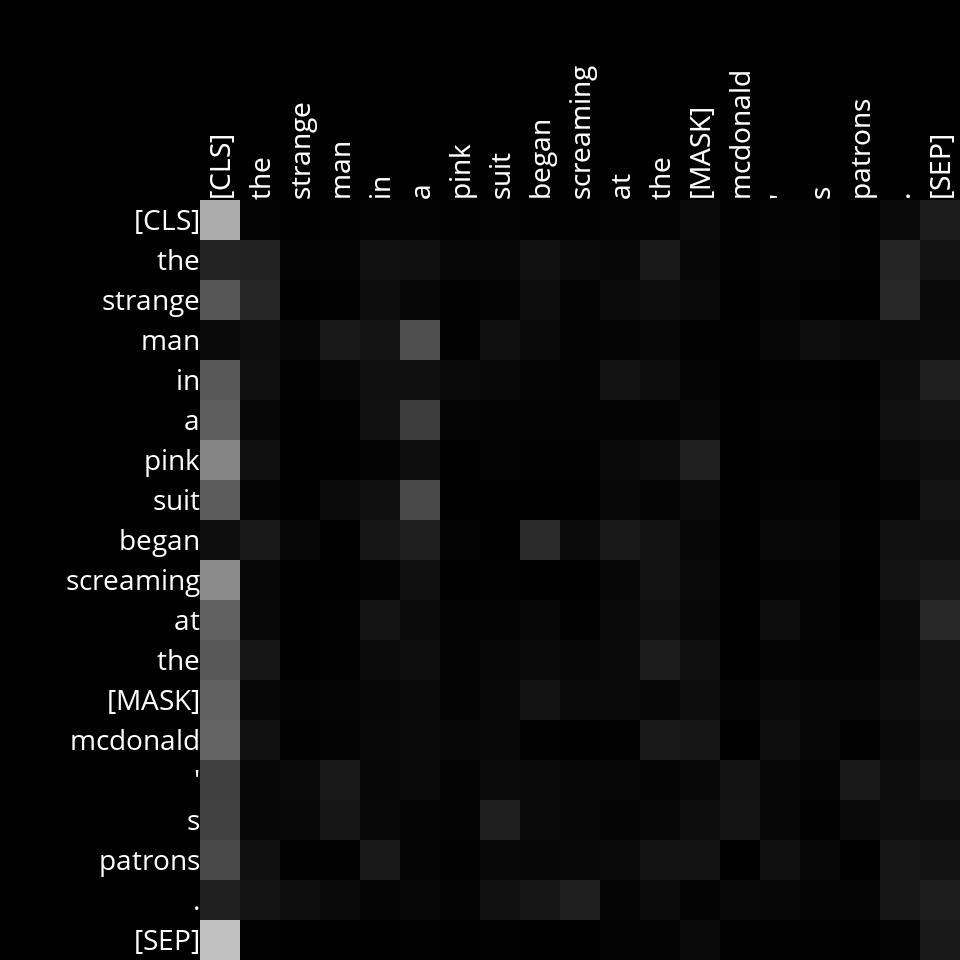 [CLS] the strange man in a pink suit began screaming at the [MASK] mcdonald ' s patrons . [SEP]
[CLS]
the
strange
man
in
a
pink
suit
began
screaming
at
the
[MASK]
mcdonald
'
s
patrons
.
[SEP]